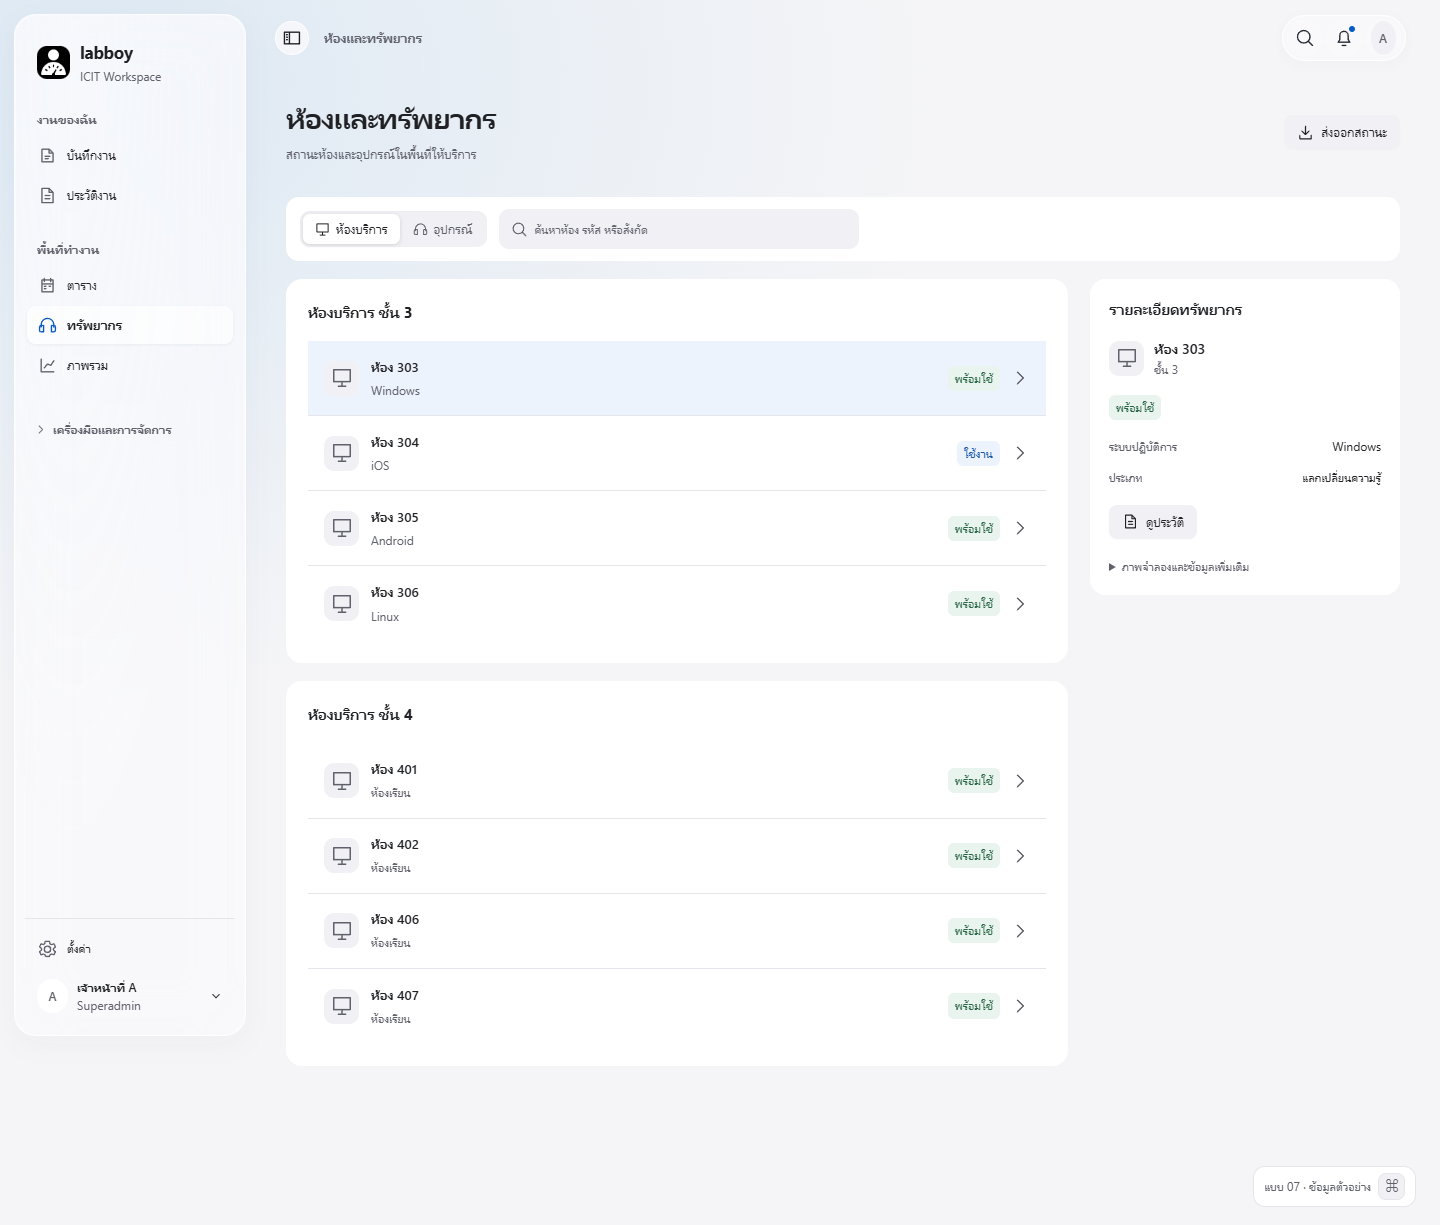 labboy
ICIT Workspace
งานของฉัน
บันทึกงาน
ประวัติงาน
พื้นที่ทำงาน
ตาราง
ทรัพยากร
ภาพรวม
เครื่องมือและการจัดการ
ตั้งค่า
A
เจ้าหน้าที่ A
Superadmin
ห้องและทรัพยากร
A
ห้องและทรัพยากร
สถานะห้องและอุปกรณ์ในพื้นที่ให้บริการ
ส่งออกสถานะ
ห้องบริการ
อุปกรณ์
ค้นหาห้อง รหัส หรือสังกัด
ห้องบริการ ชั้น 3
ห้อง 303
Windows
พร้อมใช้
ห้อง 304
iOS
ใช้งาน
ห้อง 305
Android
พร้อมใช้
ห้อง 306
Linux
พร้อมใช้
ห้องบริการ ชั้น 4
ห้อง 401
ห้องเรียน
พร้อมใช้
ห้อง 402
ห้องเรียน
พร้อมใช้
ห้อง 406
ห้องเรียน
พร้อมใช้
ห้อง 407
ห้องเรียน
พร้อมใช้
รายละเอียดทรัพยากร
ห้อง 303
ชั้น 3
พร้อมใช้
ระบบปฏิบัติการ Windows
ประเภท แลกเปลี่ยนความรู้
ดูประวัติ
ภาพจำลองและข้อมูลเพิ่มเติม
แบบ 07 · ข้อมูลตัวอย่าง ⌘